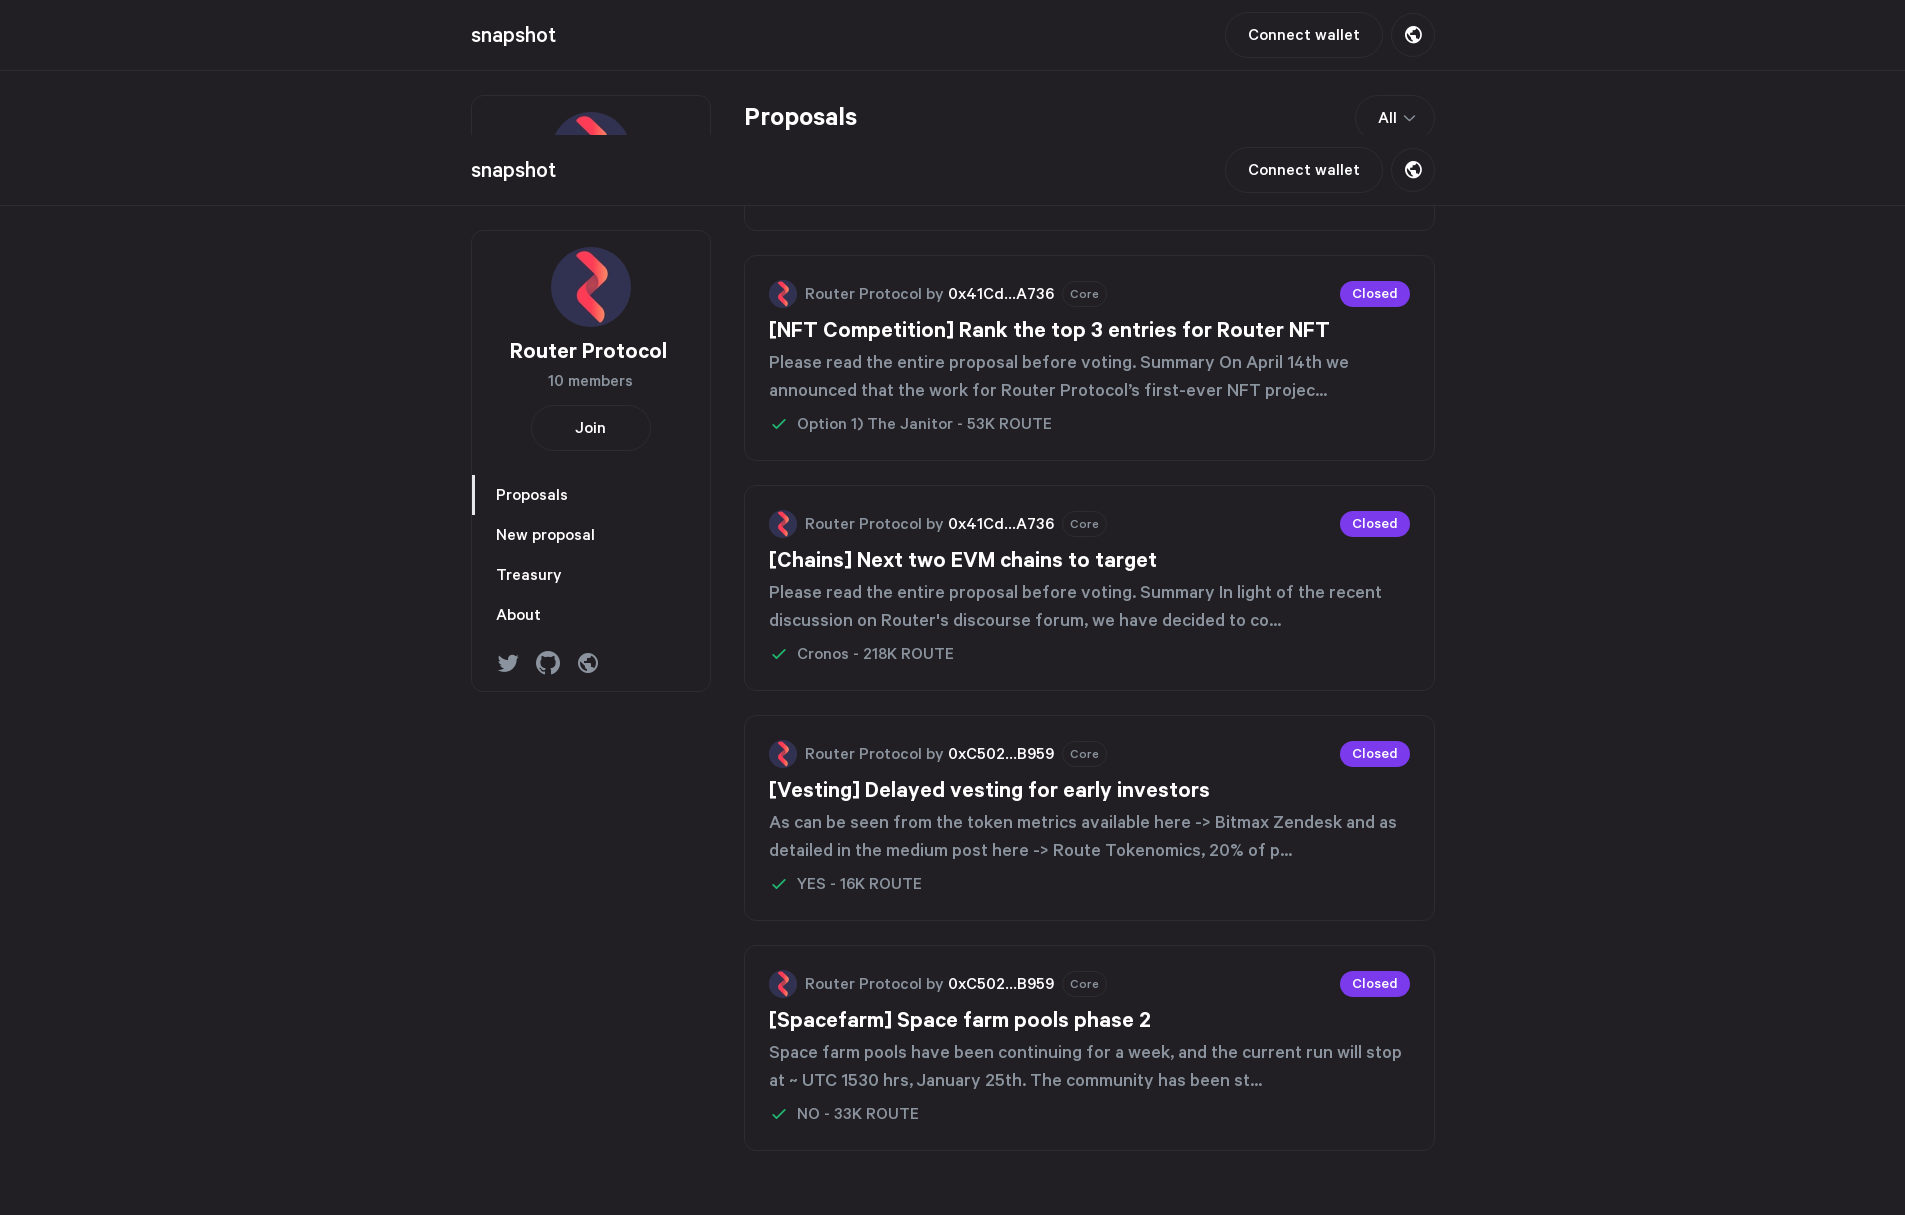 snapshot
Connect wallet
Proposals
All
snapshot
Connect wallet
Router Protocol
10 members
Join
Proposals
New proposal
Treasury
About
Router Protocol by 0x41Cd...A736 Core
Closed
[NFT Competition] Rank the top 3 entries for Router NFT
Please read the entire proposal before voting. Summary On April 14th we
announced that the work for Router Protocol’s first-ever NFT projec...
Option 1) The Janitor - 53K ROUTE
Router Protocol by 0x41Cd...A736 Core
Closed
[Chains] Next two EVM chains to target
Please read the entire proposal before voting. Summary In light of the recent
discussion on Router's discourse forum, we have decided to co...
Cronos - 218K ROUTE
Router Protocol by 0xC502...B959 Core
Closed
[Vesting] Delayed vesting for early investors
As can be seen from the token metrics available here -> Bitmax Zendesk and as
detailed in the medium post here -> Route Tokenomics, 20% of p...
YES - 16K ROUTE
Router Protocol by 0xC502...B959 Core
Closed
[Spacefarm] Space farm pools phase 2
Space farm pools have been continuing for a week, and the current run will stop
at ~ UTC 1530 hrs, January 25th. The community has been st...
NO - 33K ROUTE